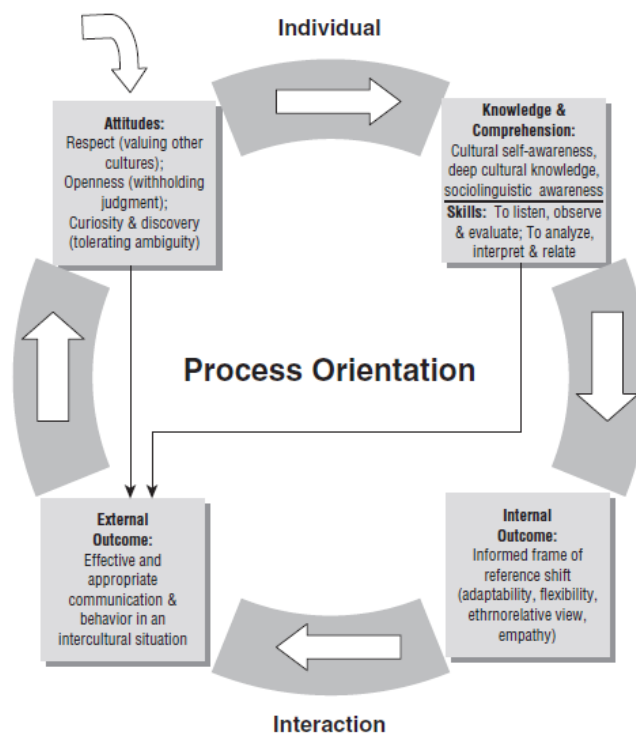 Individual
Attitudes:
Respect (valuing other
cultures);
Openness (withholding
judgment);
Curiosity & discovery
(tolerating ambiguity)
Knowledge &
Comprehension:
Cultural self-awareness,
deep cultural knowledge,
sociolinguistic awareness
Skills: To listen, observe
& evaluate; To analyze,
interpret & relate
Process Orientation
External
Outcome:
Effective and
appropriate
communication &
behavior in an
intercultural situation
Internal
Outcome:
Informed frame of
reference shift
(adaptability, flexibility,
ethrnorelative view,
empathy)
Interaction